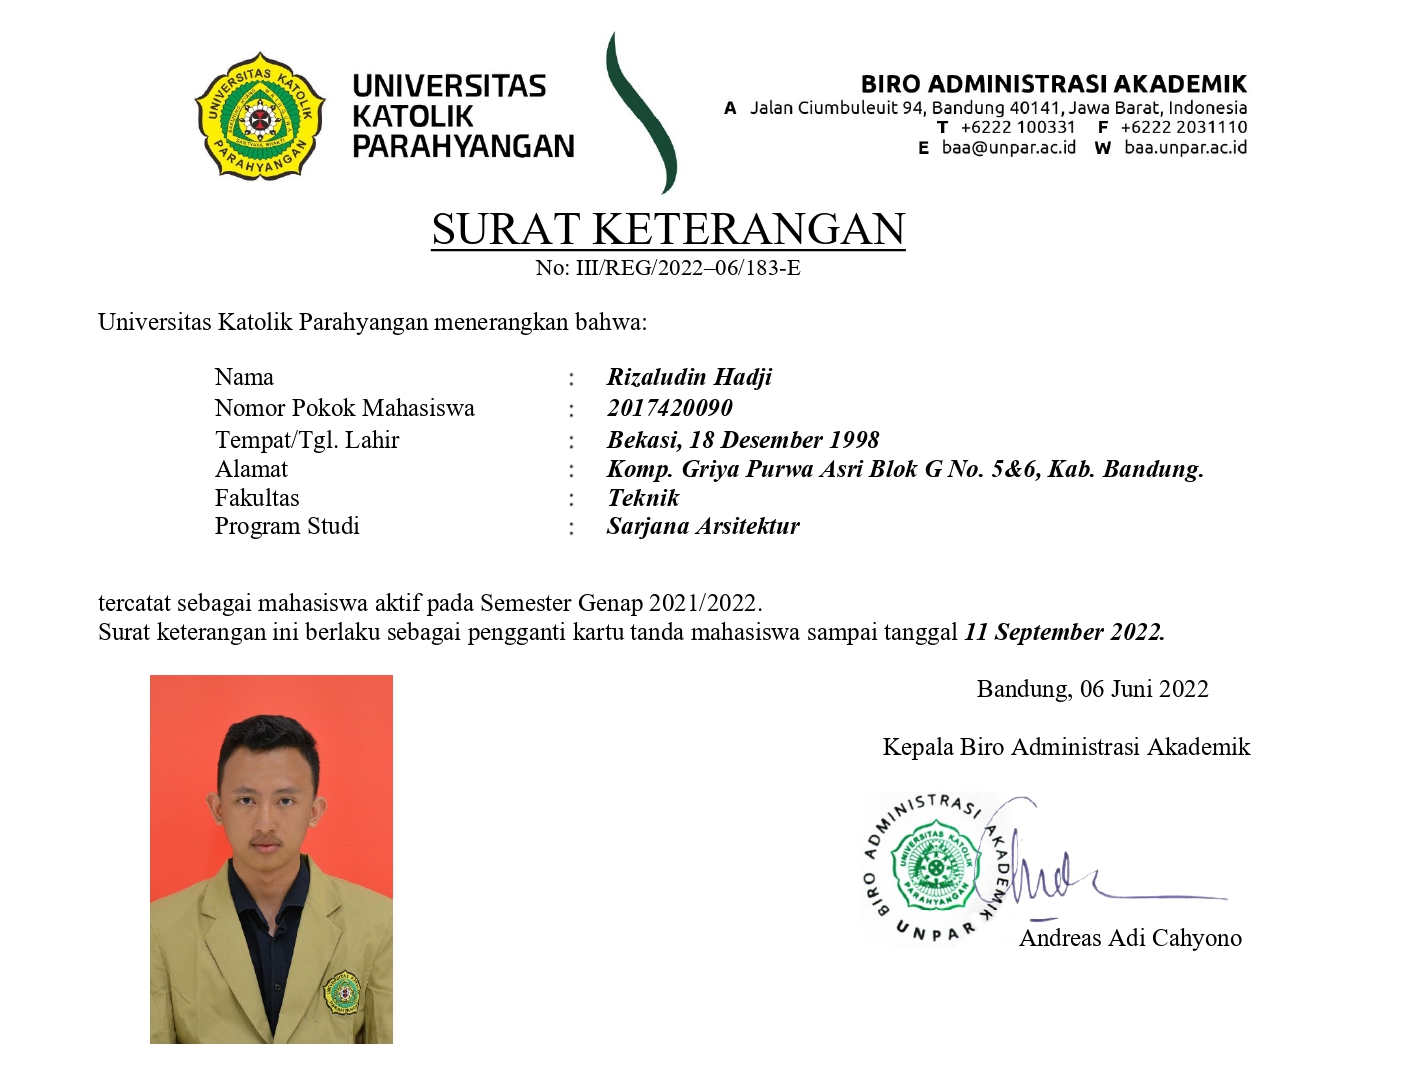 UNIVERSITAS KATOLIK PARAHYANGAN
UNIVERSITAS
KATOLIK
PARAHYANGAN
BIRO ADMINISTRASI AKADEMIK
A Jalan Ciumbuleuit 94, Bandung 40141, Jawa Barat, Indonesia
T +6222 100331 F +6222 2031110
E baa@unpar.ac.id W baa.unpar.ac.id
SURAT KETERANGAN
No: III/REG/2022–06/183-E
Universitas Katolik Parahyangan menerangkan bahwa:
Nama : Rizaludin Hadji
Nomor Pokok Mahasiswa : 2017420090
Tempat/Tgl. Lahir : Bekasi, 18 Desember 1998
Alamat : Komp. Griya Purwa Asri Blok G No. 5&6, Kab. Bandung.
Fakultas : Teknik
Program Studi : Sarjana Arsitektur
tercatat sebagai mahasiswa aktif pada Semester Genap 2021/2022.
Surat keterangan ini berlaku sebagai pengganti kartu tanda mahasiswa sampai tanggal 11 September 2022.
Bandung, 06 Juni 2022
Kepala Biro Administrasi Akademik
BIRO ADMINISTRASI AKADEMIK
UNIVERSITAS KATOLIK
PARAHYANGAN
UNPAR
Andreas Adi Cahyono